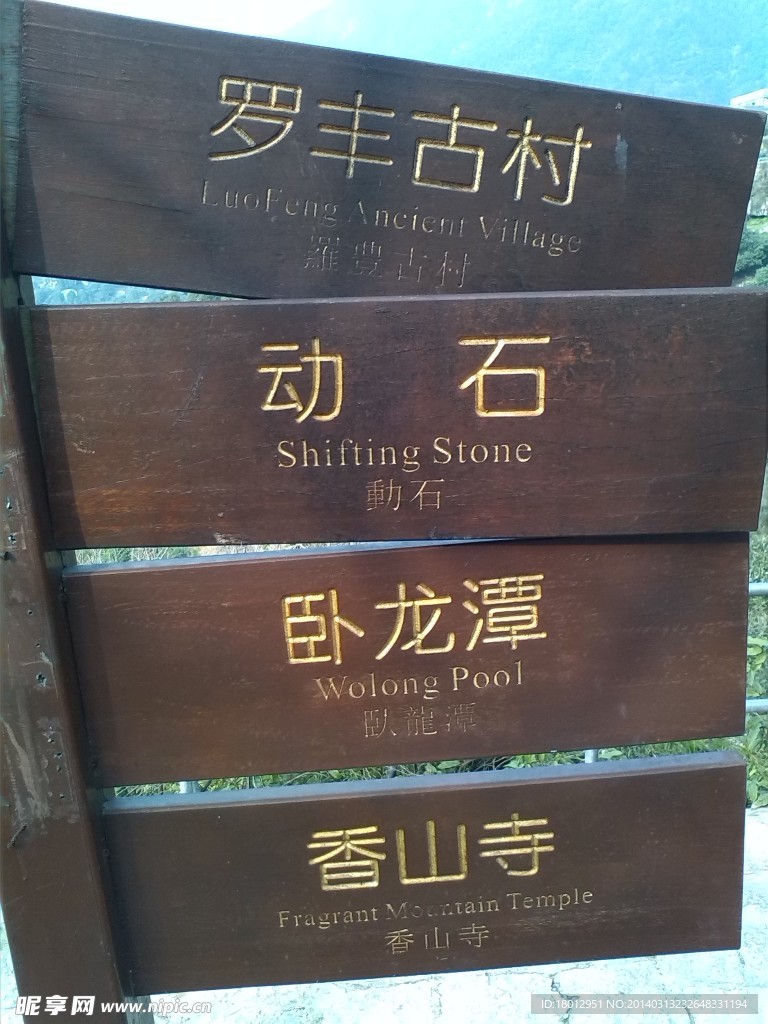 罗丰古村
LuoFeng Ancient Village
羅豊古村
动 石
Shifting Stone
動石
卧龙潭
Wolong Pool
臥龍潭
香山寺
Fragrant Mountain Temple
香山寺
昵享网 www.nipic.cn
ID:18012951 NO:20140313232648331194